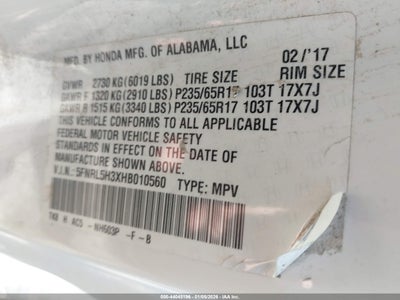 MFD. BY HONDA MFG. OF ALABAMA, LLC 02/'17
GVWR 2730 KG (6019 LBS) TIRE SIZE RIM SIZE
GAWR F 1320 KG (2910 LBS) P235/65R17 103T 17X7J
GAWR R 1515 KG (3340 LBS) P235/65R17 103T 17X7J
THIS VEHICLE CONFORMS TO ALL APPLICABLE
FEDERAL MOTOR VEHICLE SAFETY
STANDARDS IN EFFECT ON THE DATE OF
MANUFACTURE SHOWN ABOVE.
V.I.N.: 5FNRL5H3XHB010560 TYPE: MPV
TK8 H AC5 - NH603P -F -B